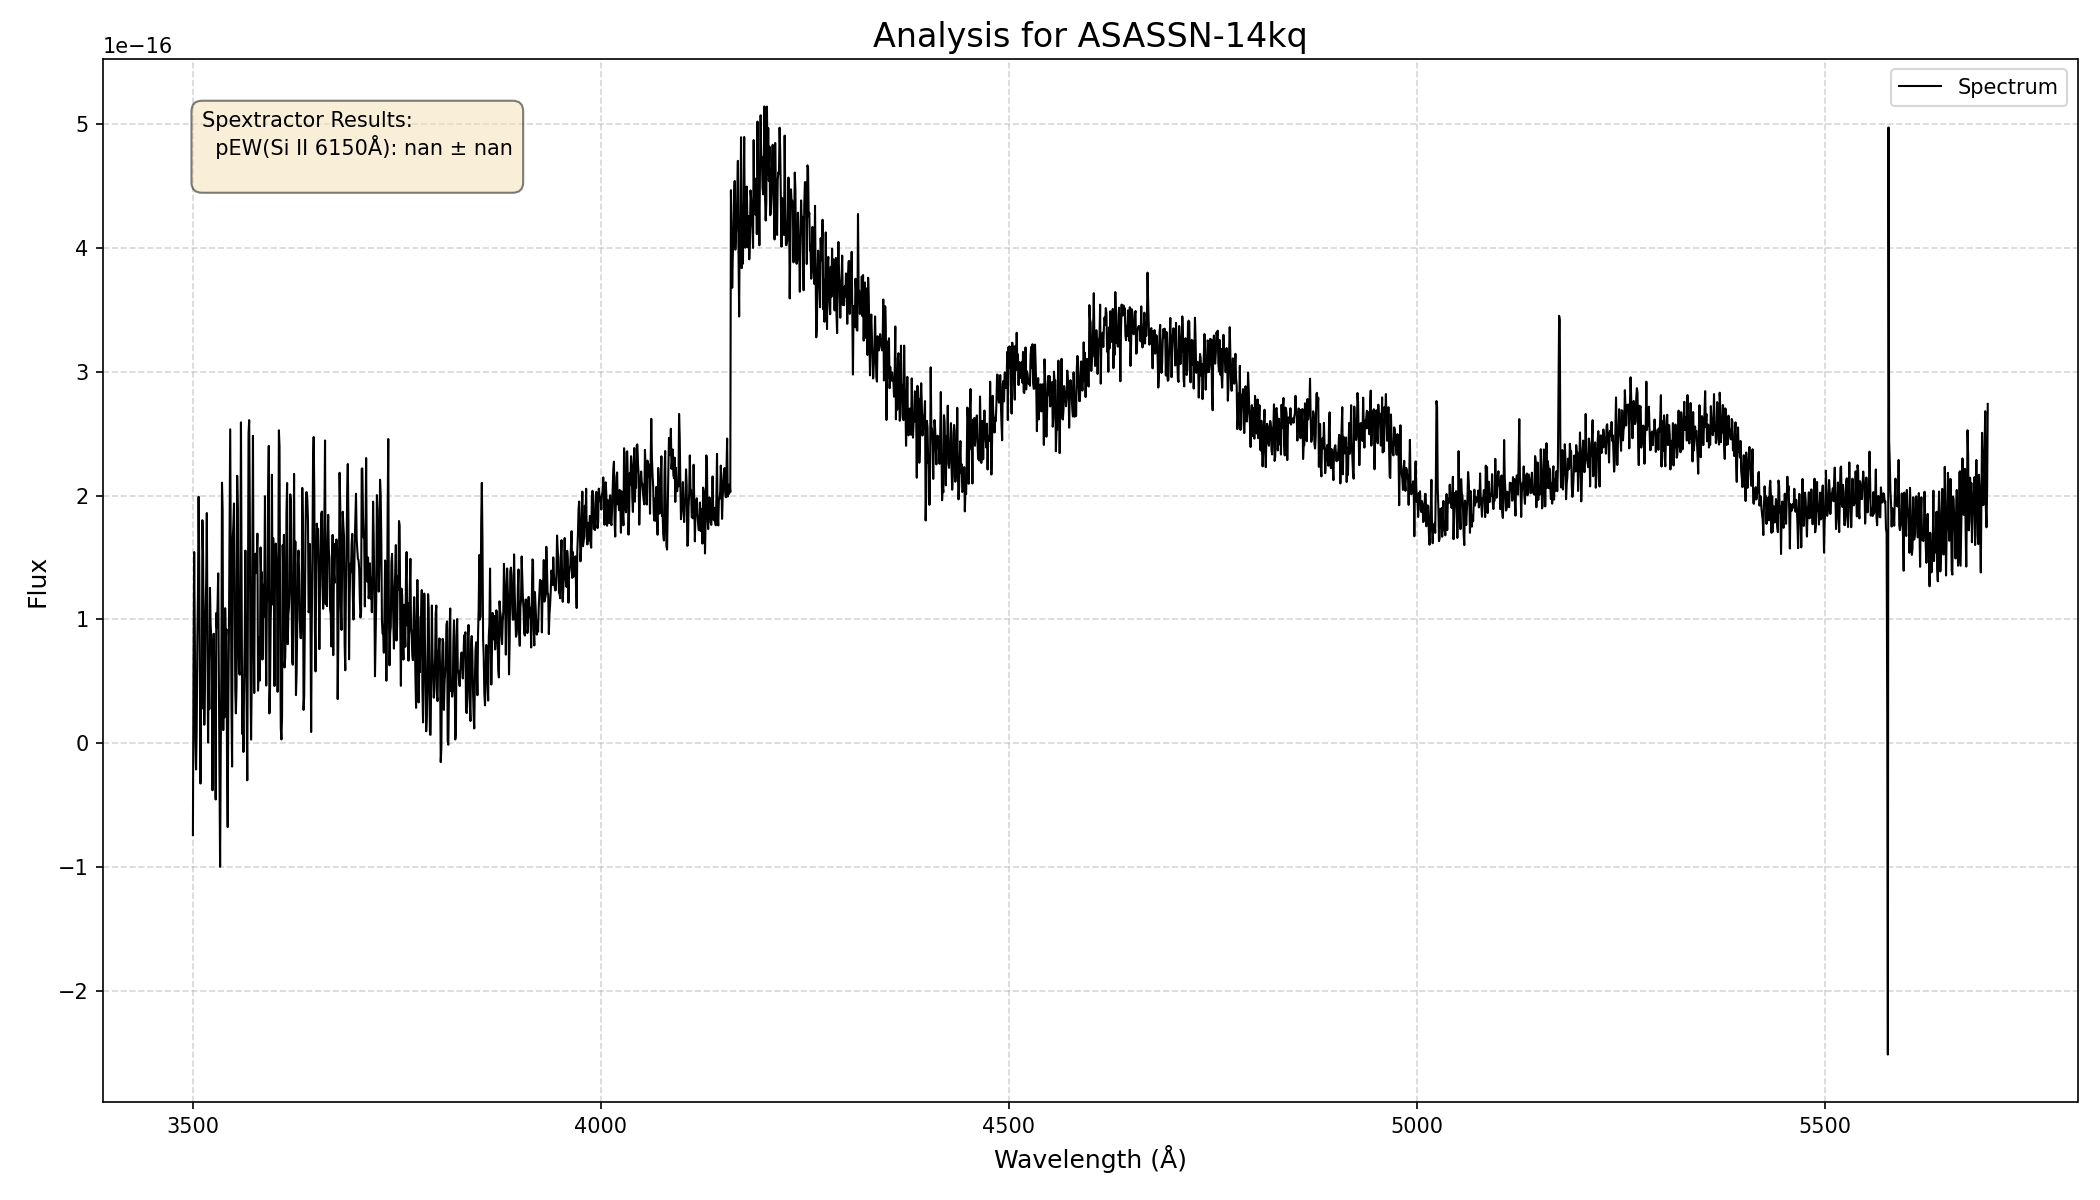 Analysis for ASASSN-14kq
1e−16
Spectrum
Spextractor Results:
pEW(Si II 6150Å): nan ± nan
Flux
5
4
3
2
1
0
−1
−2
3500 4000 4500 5000 5500
Wavelength (Å)